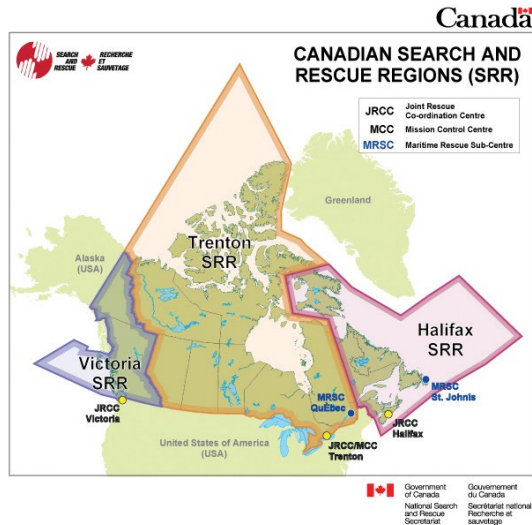 Canada
SEARCH
AND
RESCUE
RECHERCHE
ET
SAUVETAGE
CANADIAN SEARCH AND
RESCUE REGIONS (SRR)
JRCC Joint Rescue
Co-ordination Centre
MCC Mission Control Centre
MRSC Maritime Rescue Sub-Centre
Greenland
Alaska
(USA)
Trenton
SRR
Halifax
SRR
Victoria
SRR
MRSC
St. Johnis
MRSC
QuÈbec
JRCC
Victoria
JRCC
Halifax
JRCC/MCC
Trenton
United States of America
(USA)
Government
of Canada
Gouvernement
du Canada
National Search
and Rescue
Secretariat
Secrétariat national
Recherche et
sauvetage